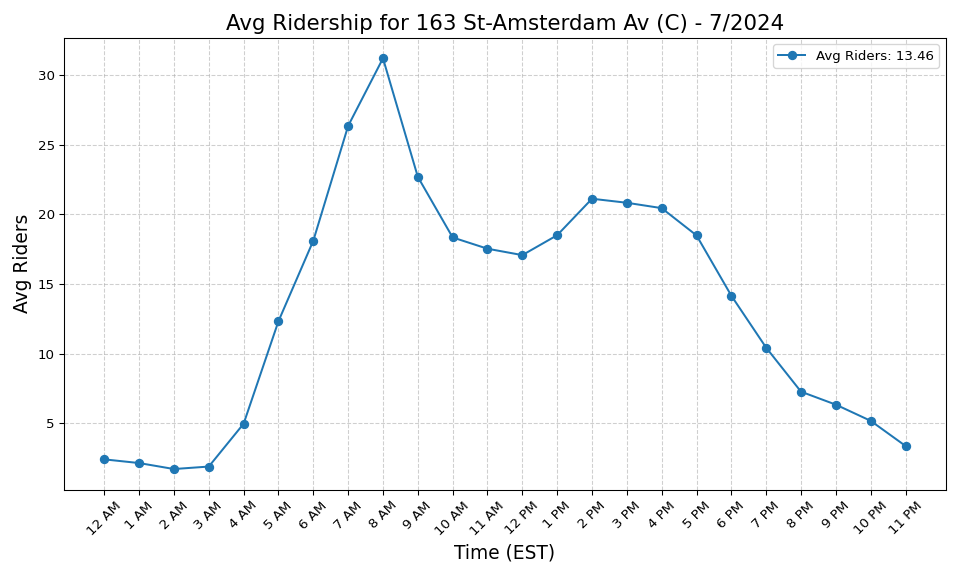 Avg Ridership for 163 St-Amsterdam Av (C) - 7/2024
Avg Riders: 13.46
Avg Riders
30
25
20
15
10
5
12 AM
1 AM
2 AM
3 AM
4 AM
5 AM
6 AM
7 AM
8 AM
9 AM
10 AM
11 AM
12 PM
1 PM
2 PM
3 PM
4 PM
5 PM
6 PM
7 PM
8 PM
9 PM
10 PM
11 PM
Time (EST)